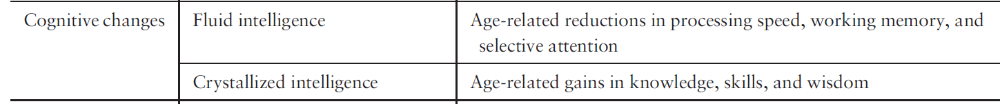 Cognitive changes Fluid intelligence Age-related reductions in processing speed, working memory, and
selective attention
Crystallized intelligence Age-related gains in knowledge, skills, and wisdom